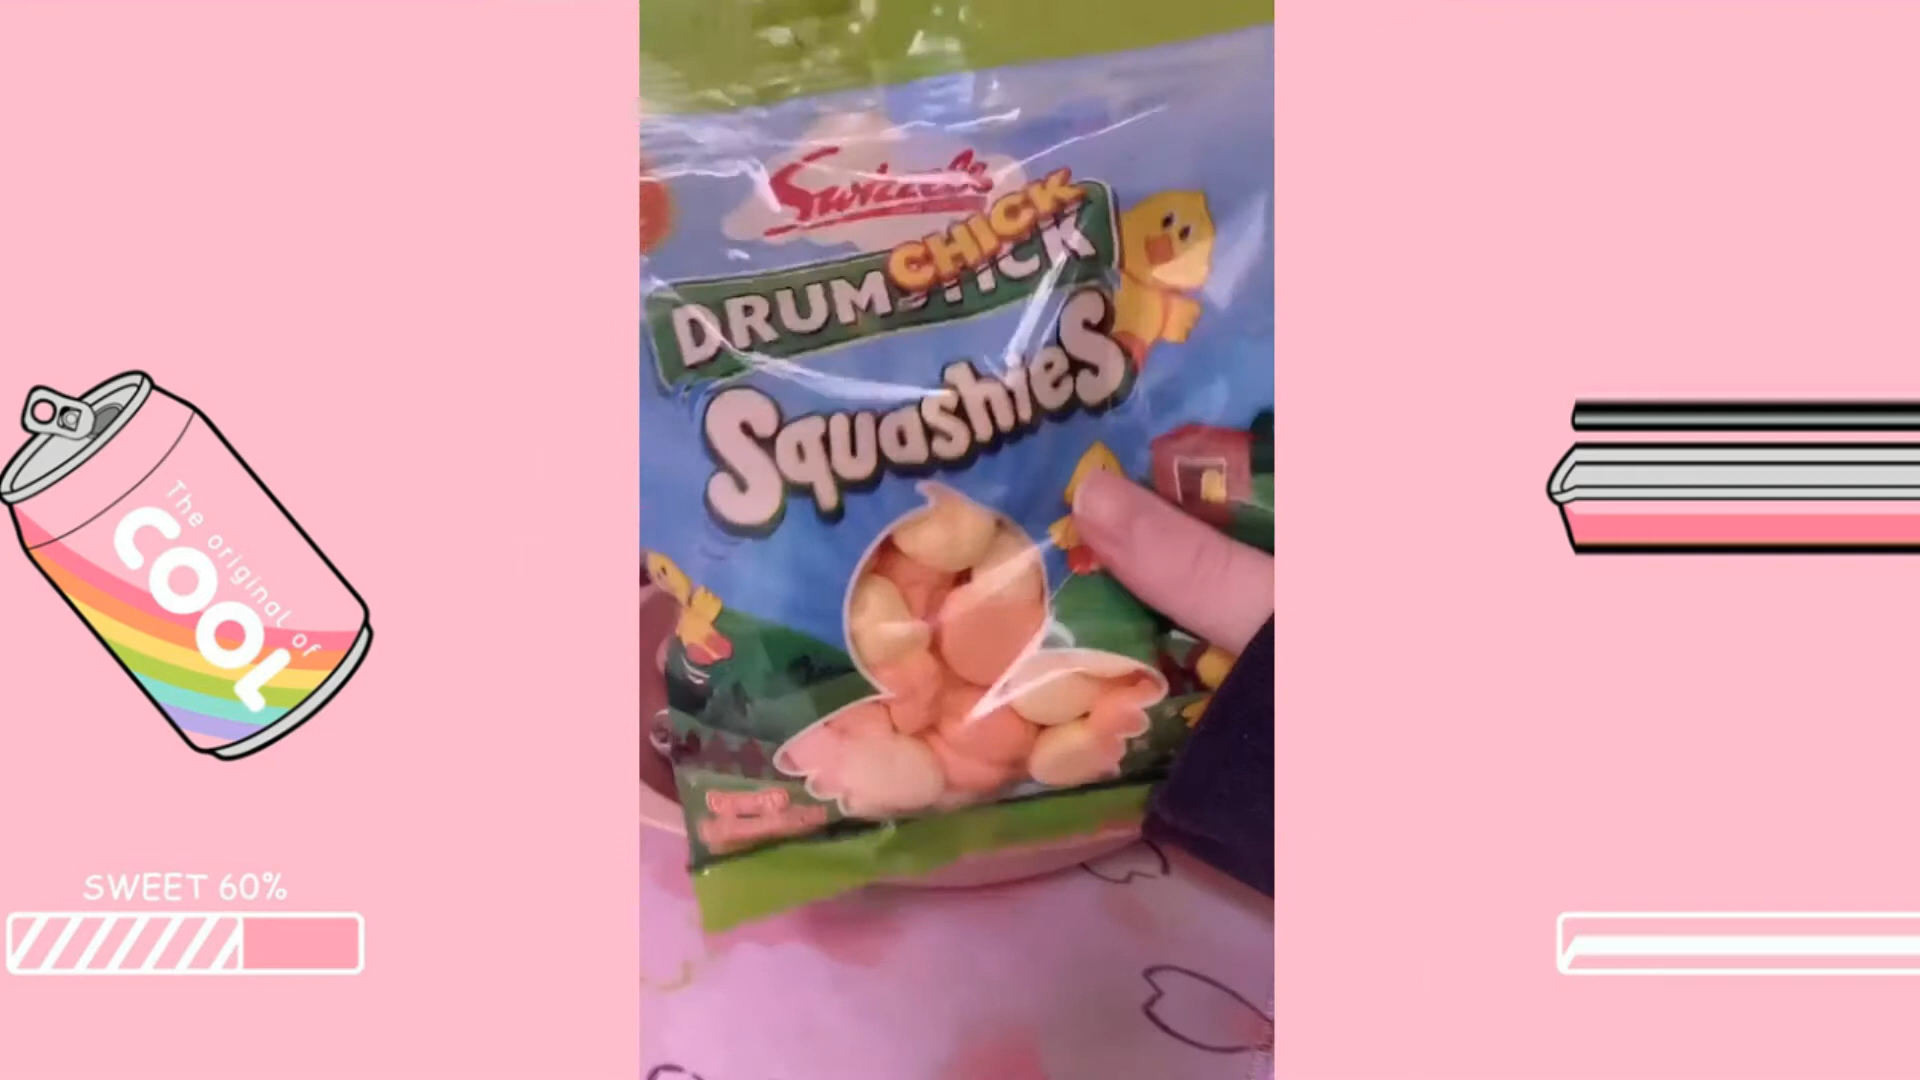 Swizzels
CHICK
DRUMSTICK
Squashies
The original of
COOL
SWEET 60%